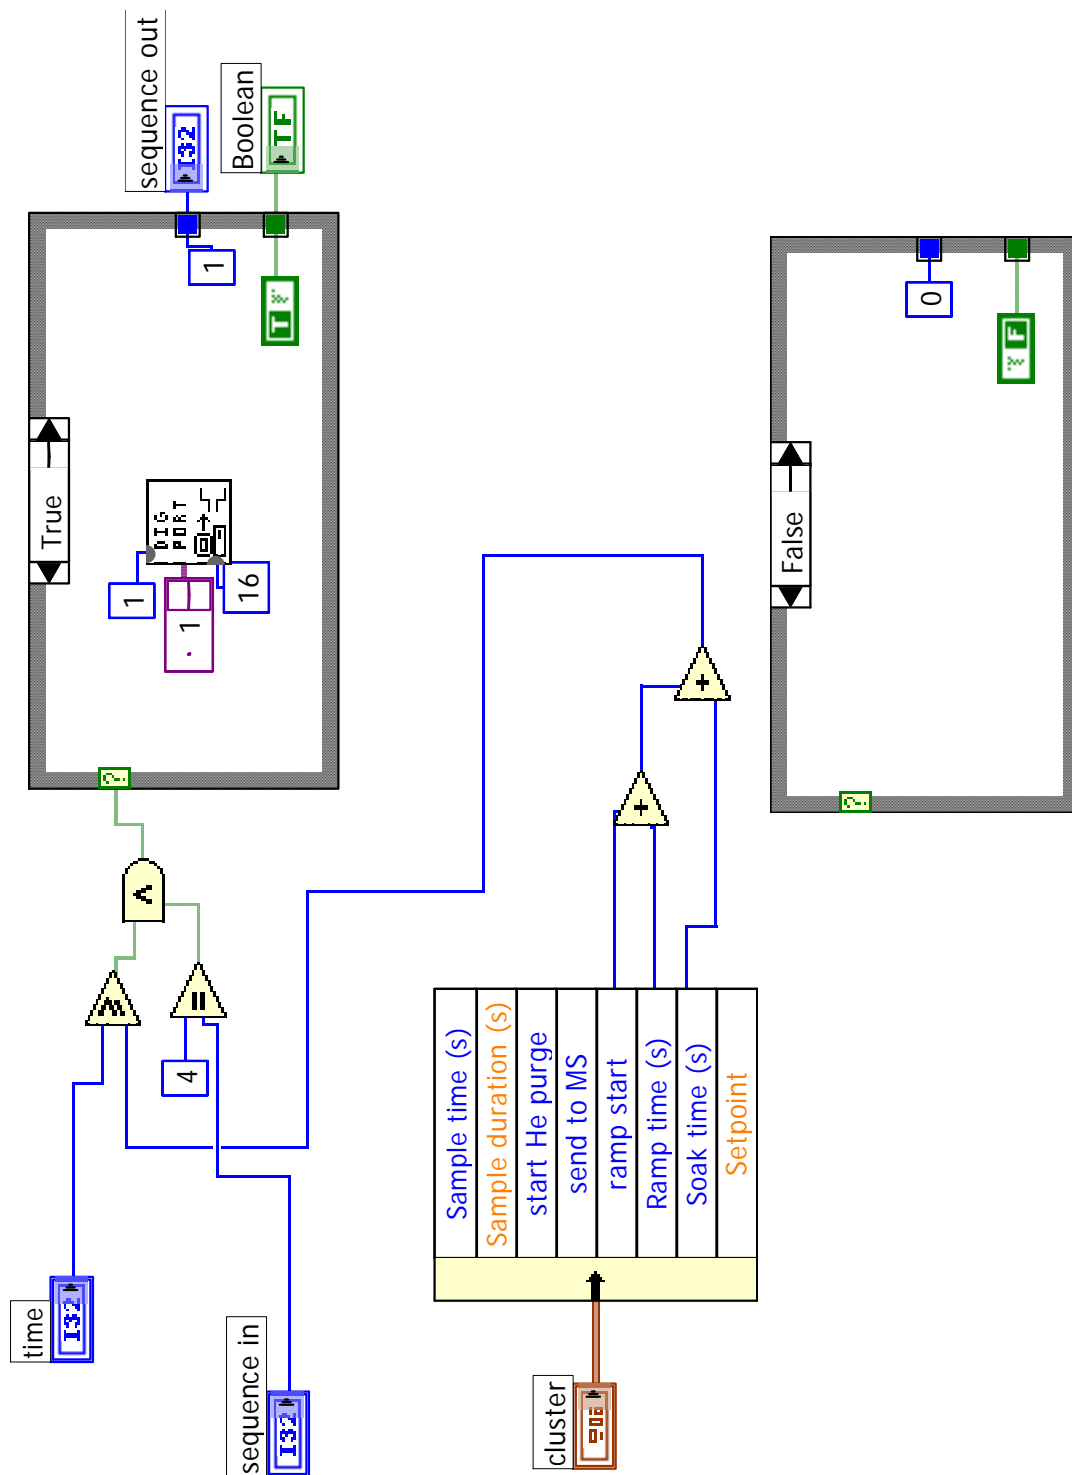 time
I32
sequence in
I32
4
cluster
Sample time (s)
Sample duration (s)
start He purge
send to MS
ramp start
Ramp time (s)
Soak time (s)
Setpoint
+
+
=
?
True
1
. 1
16
DIG
PORT
1
T
sequence out
I32
Boolean
TF
?
False
0
F